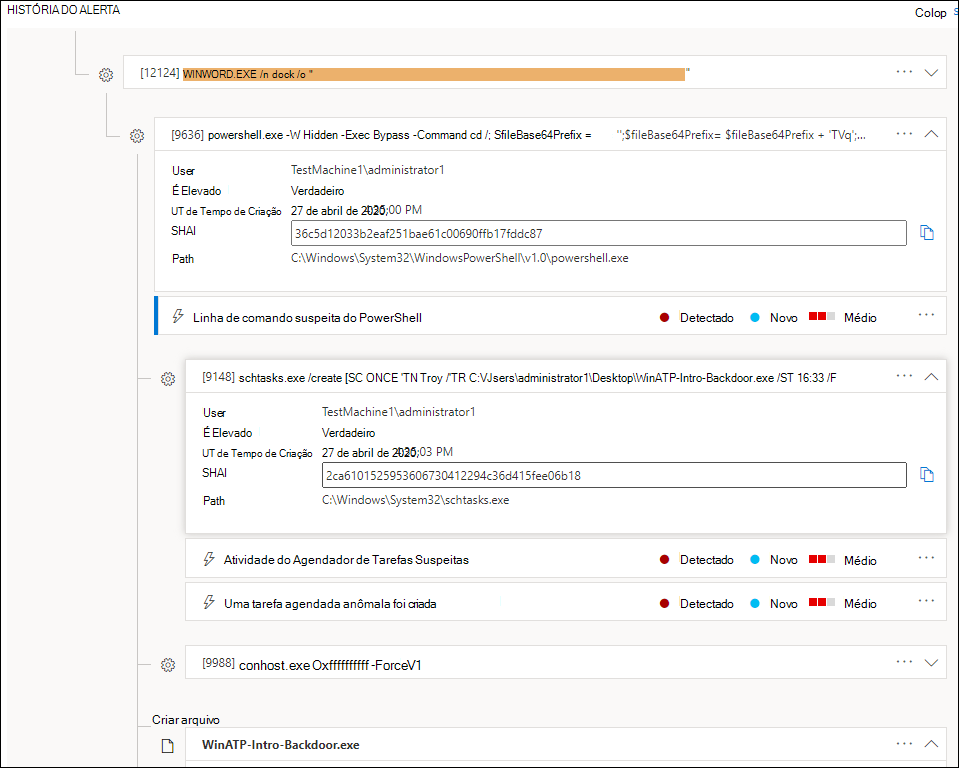 HISTÓRIA DO ALERTA
Colop s
[12124] WINWORD.EXE /n dock /o " "
[9636] powershell.exe -W Hidden -Exec Bypass -Command cd /; SfileBase64Prefix = ";$fileBase64Prefix= $fileBase64Prefix + 'TVq';...
User TestMachine1\administrator1
É Elevado Verdadeiro
UT de Tempo de Criação 27 de abril de 2020; :00 PM
SHAI 36c5d12033b2eaf251bae61c00690ffb17fddc87
Path C:\Windows\System32\WindowsPowerShell\v1.0\powershell.exe
Linha de comando suspeita do PowerShell Detectado Novo Médio
[9148] schtasks.exe /create [SC ONCE 'TN Troy /'TR C:\Jsers\administrator1\Desktop\WinATP-Intro-Backdoor.exe /ST 16:33 /F
User TestMachine1\administrator1
É Elevado Verdadeiro
UT de Tempo de Criação 27 de abril de 2020; :03 PM
SHAI 2ca6101525953606730412294c36d415fee06b18
Path C:\Windows\System32\schtasks.exe
Atividade do Agendador de Tarefas Suspeitas Detectado Novo Médio
Uma tarefa agendada anômala foi criada Detectado Novo Médio
[9988] conhost.exe Oxffffffffff -ForceV1
Criar arquivo
WinATP-Intro-Backdoor.exe